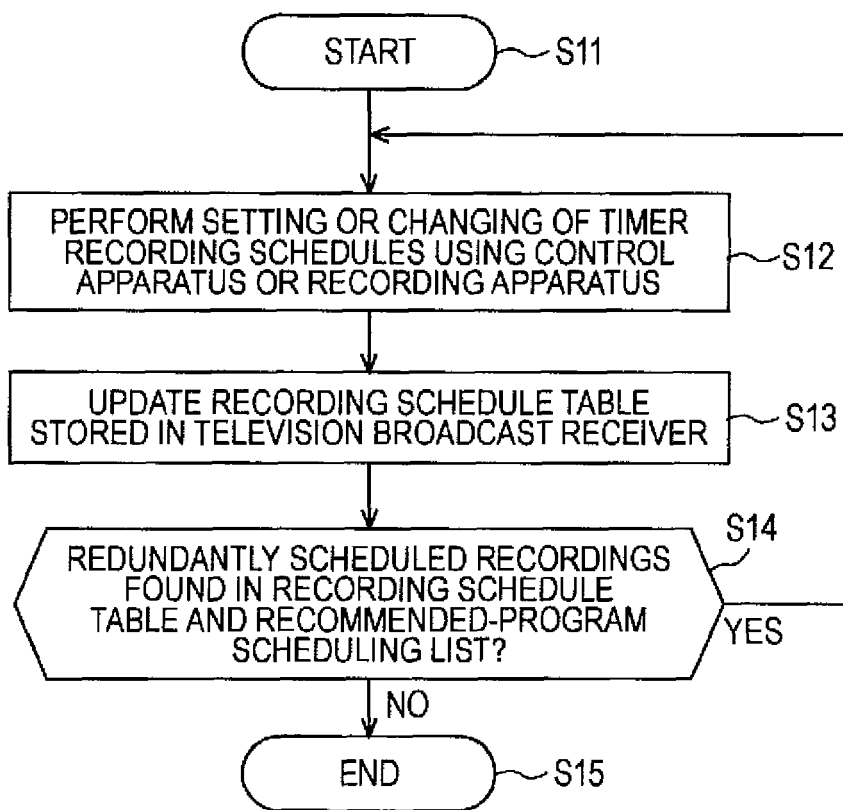 START
S11
PERFORM SETTING OR CHANGING OF TIMER
RECORDING SCHEDULES USING CONTROL
APPARATUS OR RECORDING APPARATUS
S12
UPDATE RECORDING SCHEDULE TABLE
STORED IN TELEVISION BROADCAST RECEIVER
S13
S14
REDUNDANTLY SCHEDULED RECORDINGS
FOUND IN RECORDING SCHEDULE
TABLE AND RECOMMENDED-PROGRAM
SCHEDULING LIST?
YES
NO
END
S15